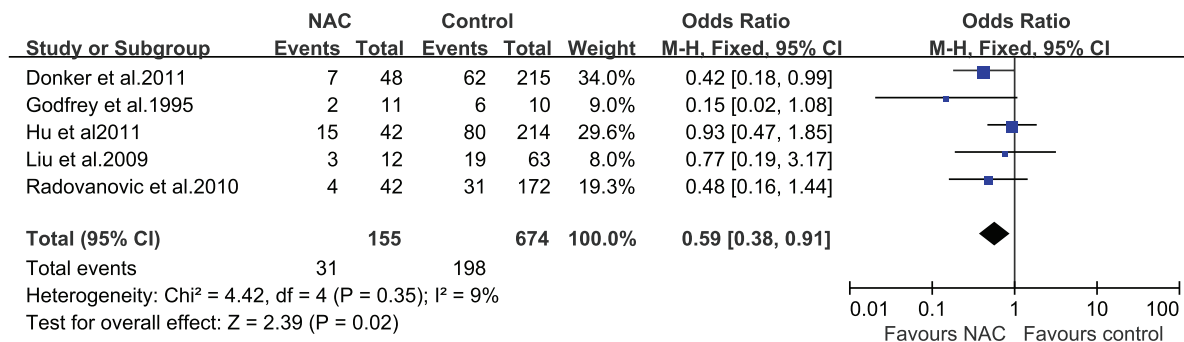 NAC Control Odds Ratio Odds Ratio
Study or Subgroup Events Total Events Total Weight M-H, Fixed, 95% CI M-H, Fixed, 95% CI
Donker et al.2011 7 48 62 215 34.0% 0.42 [0.18, 0.99]
Godfrey et al.1995 2 11 6 10 9.0% 0.15 [0.02, 1.08]
Hu et al2011 15 42 80 214 29.6% 0.93 [0.47, 1.85]
Liu et al.2009 3 12 19 63 8.0% 0.77 [0.19, 3.17]
Radovanovic et al.2010 4 42 31 172 19.3% 0.48 [0.16, 1.44]
Total (95% CI) 155 674 100.0% 0.59 [0.38, 0.91]
Total events 31 198
Heterogeneity: Chi² = 4.42, df = 4 (P = 0.35); I² = 9%
Test for overall effect: Z = 2.39 (P = 0.02)
0.01 0.1 1 10 100
Favours NAC Favours control